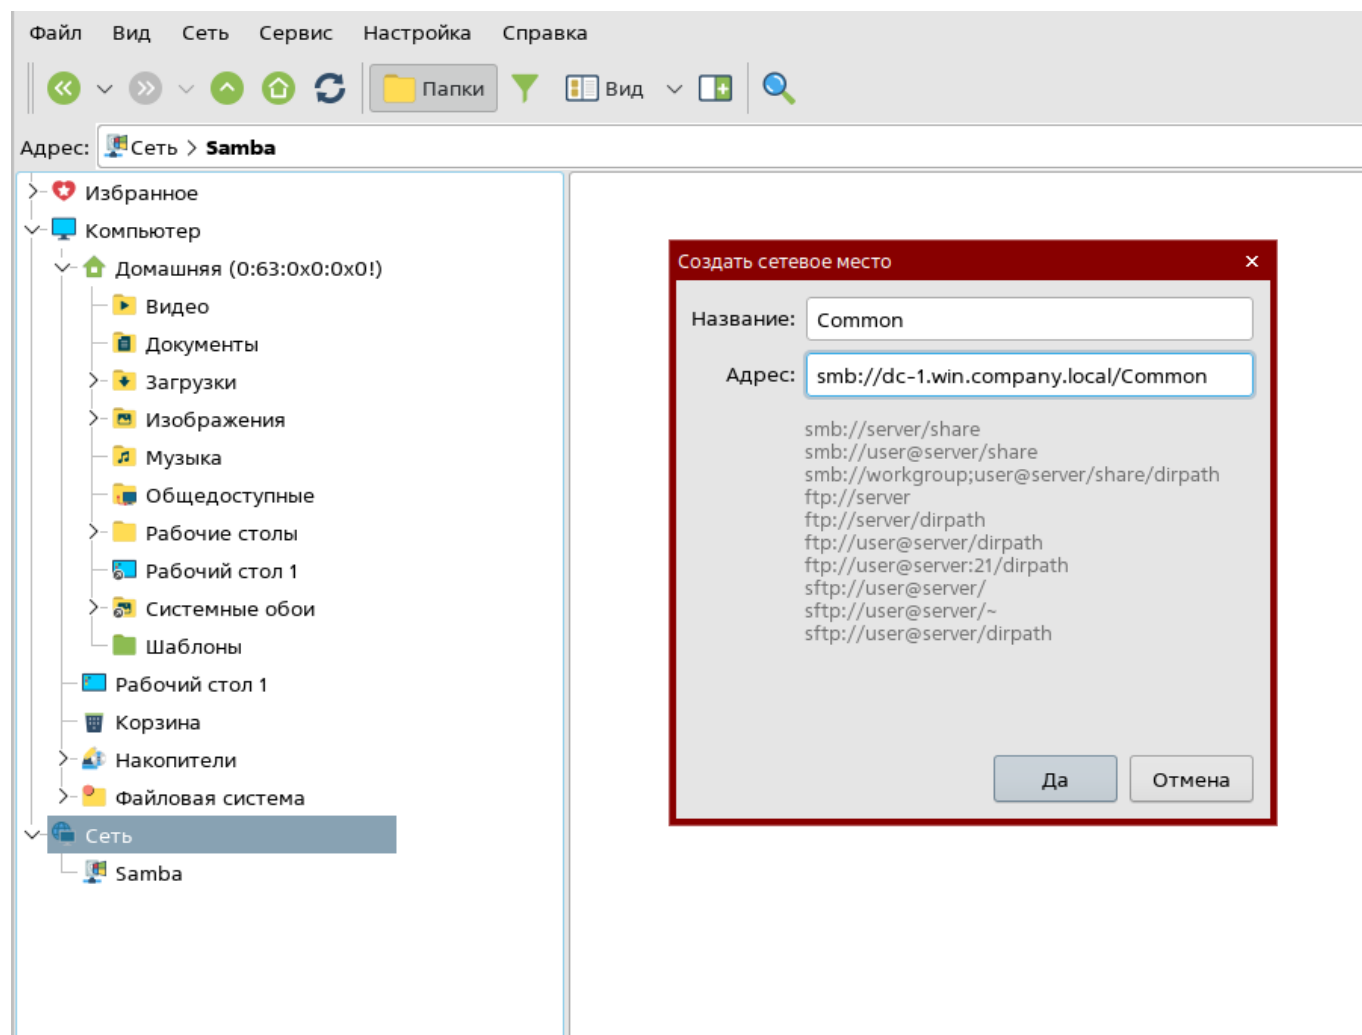 Файл Вид Сеть Сервис Настройка Справка
Папки Вид
Адрес: Сеть > Samba
Избранное
Компьютер
Домашняя (0:63:0x0:0x0!)
Видео
Документы
Загрузки
Изображения
Музыка
Общедоступные
Рабочие столы
Рабочий стол 1
Системные обои
Шаблоны
Рабочий стол 1
Корзина
Накопители
Файловая система
Сеть
Samba
Создать сетевое место
Название: Common
Адрес: smb://dc-1.win.company.local/Common
smb://server/share
smb://user@server/share
smb://workgroup;user@server/share/dirpath
ftp://server
ftp://server/dirpath
ftp://user@server/dirpath
ftp://user@server:21/dirpath
sftp://user@server/
sftp://user@server/~
sftp://user@server/dirpath
Да Отмена